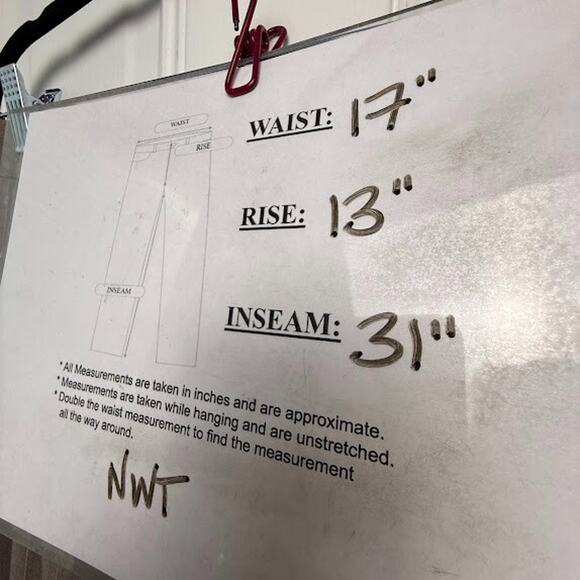 WAIST
RISE
INSEAM
WAIST: 17"
RISE: 13"
INSEAM: 31"
* All Measurements are taken in inches and are approximate.
* Measurements are taken while hanging and are unstretched.
* Double the waist measurement to find the measurement
all the way around.
NWT